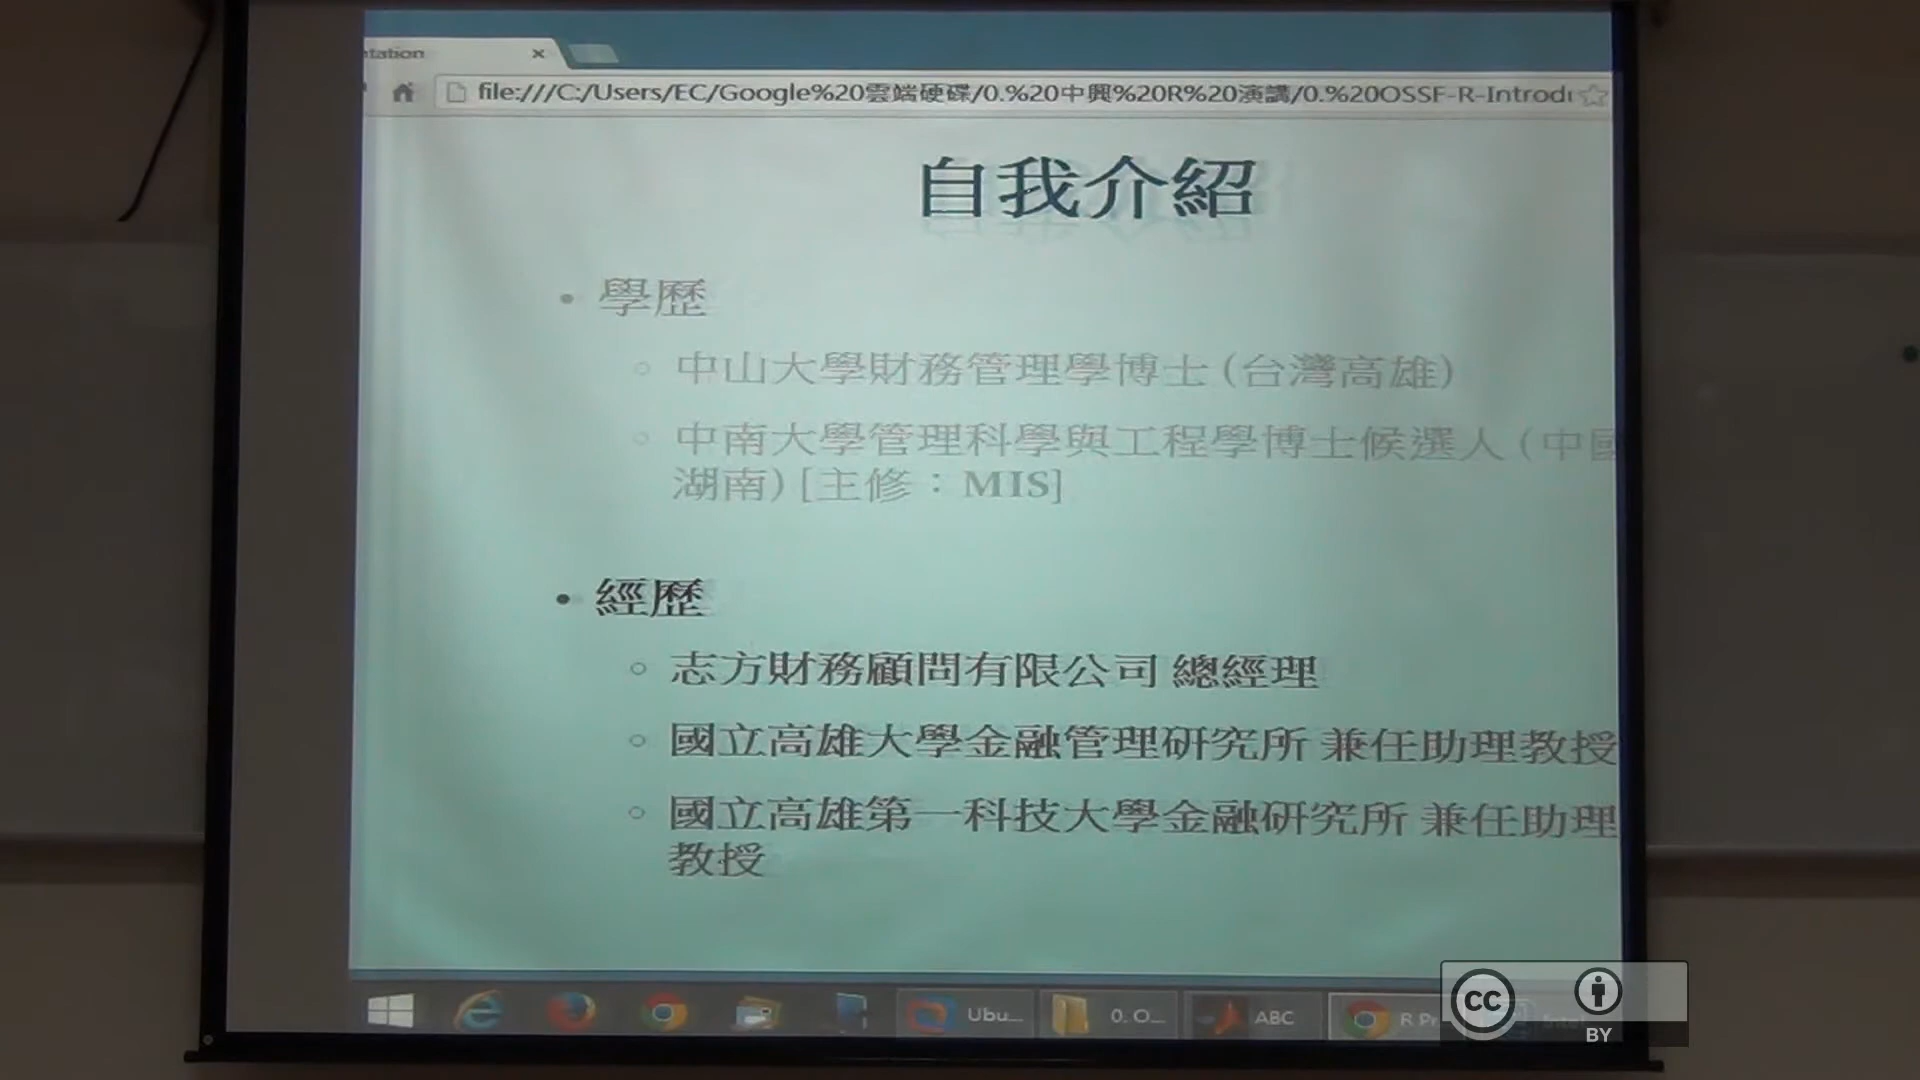 tation
file:///C:/Users/EC/Google%20雲端硬碟/0.%20中興%20R%20演講/0.%20OSSF-R-Introdu
自我介紹
• 學歷
○ 中山大學財務管理學博士(台灣高雄)
○ 中南大學管理科學與工程學博士候選人(中國
湖南)[主修：MIS]
• 經歷
○ 志方財務顧問有限公司 總經理
○ 國立高雄大學金融管理研究所 兼任助理教授
○ 國立高雄第一科技大學金融研究所 兼任助理
教授
Ubu... 0. O... ABC R Pr
cc
BY